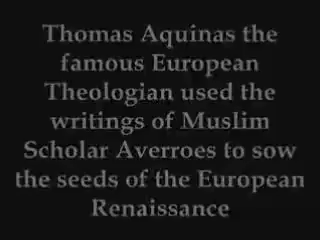 Thomas Aquinas the
famous European
Theologian used the
writings of Muslim
Scholar Averroes to sow
the seeds of the European
Renaissance